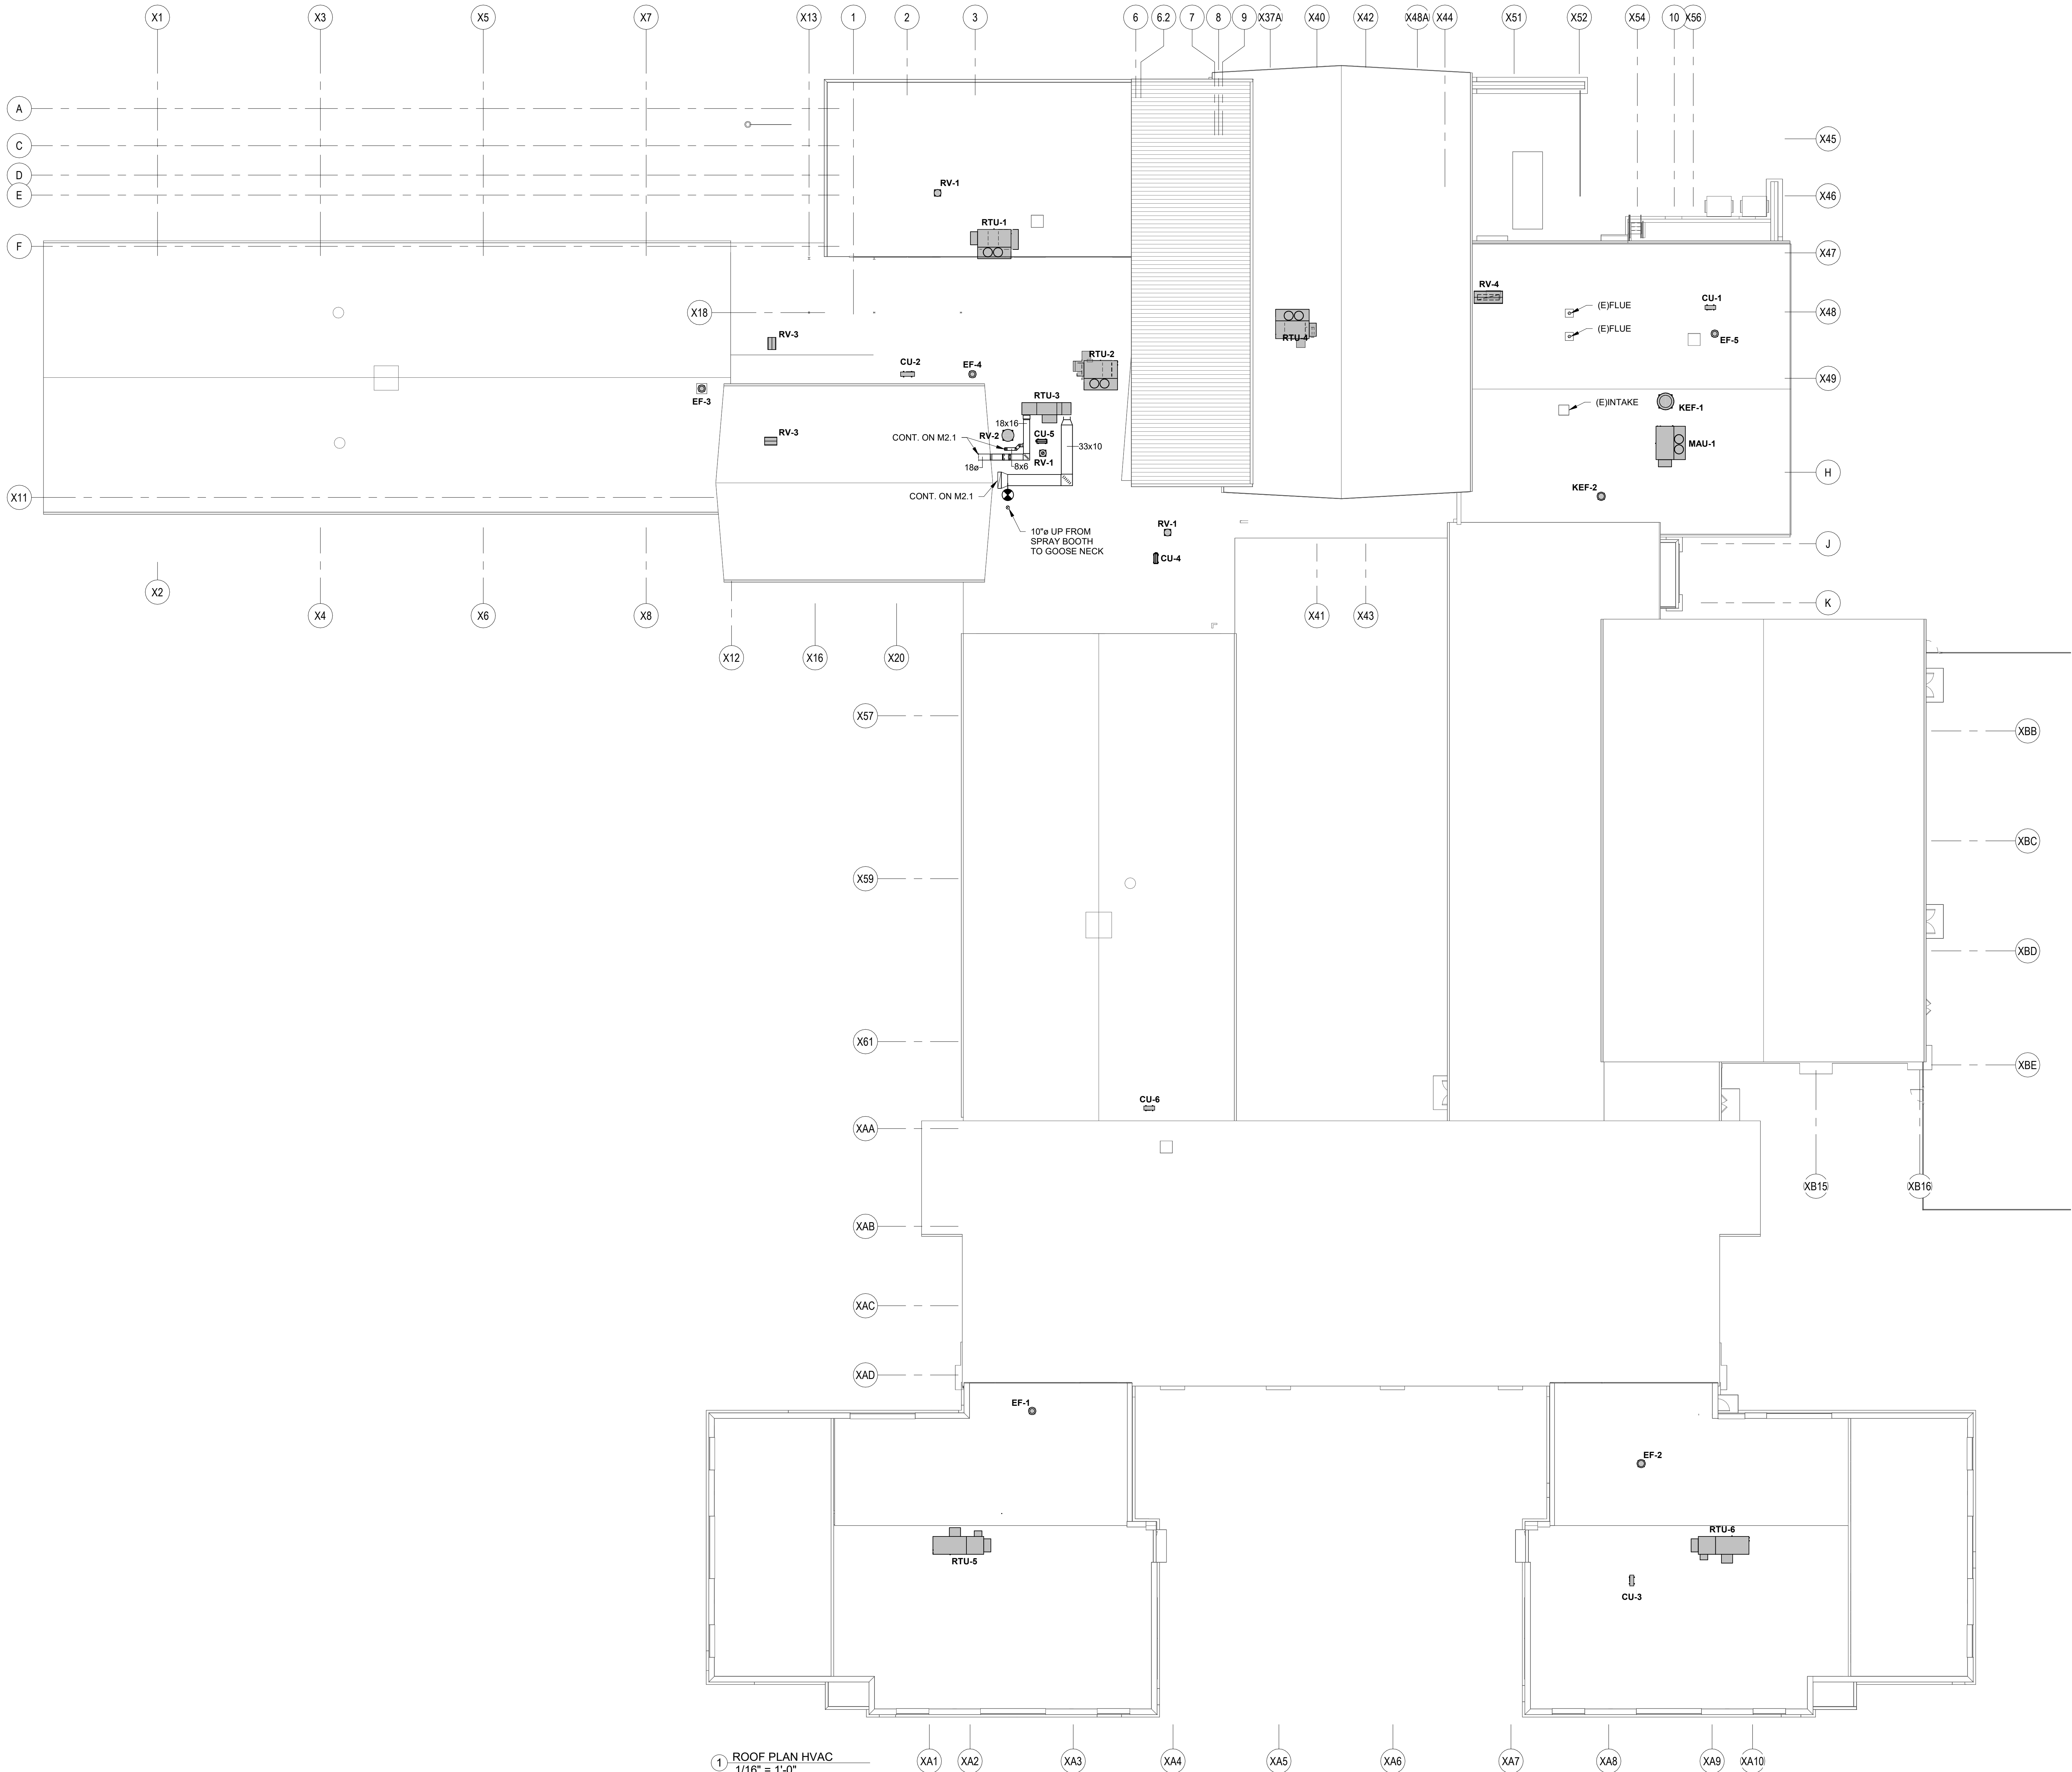 X1
X3
X5
X7
X13
1
2
3
6
6.2
7
8
9
X37A
X40
X42
X48A
X44
X51
X52
X54
10
X56
A
C
D
E
F
X18
X11
X45
X46
X47
X48
X49
H
J
K
RV-1
RTU-1
RV-3
CU-2
EF-4
RTU-2
RTU-3
EF-3
RV-3
CONT. ON M2.1
RV-2
18x16
CU-5
33x10
RV-1
18ø
8x6
CONT. ON M2.1
10"ø UP FROM
SPRAY BOOTH
TO GOOSE NECK
RTU-4
RV-4
(E)FLUE
(E)FLUE
CU-1
EF-5
(E)INTAKE
KEF-1
MAU-1
KEF-2
RV-1
CU-4
X2
X4
X6
X8
X12
X16
X20
X41
X43
X57
X59
X61
XAA
XAB
XAC
XAD
XBB
XBC
XBD
XBE
CU-6
XB15
XB16
EF-1
EF-2
RTU-5
RTU-6
CU-3
XA1
XA2
XA3
XA4
XA5
XA6
XA7
XA8
XA9
XA10
1
ROOF PLAN HVAC
1/16" = 1'-0"